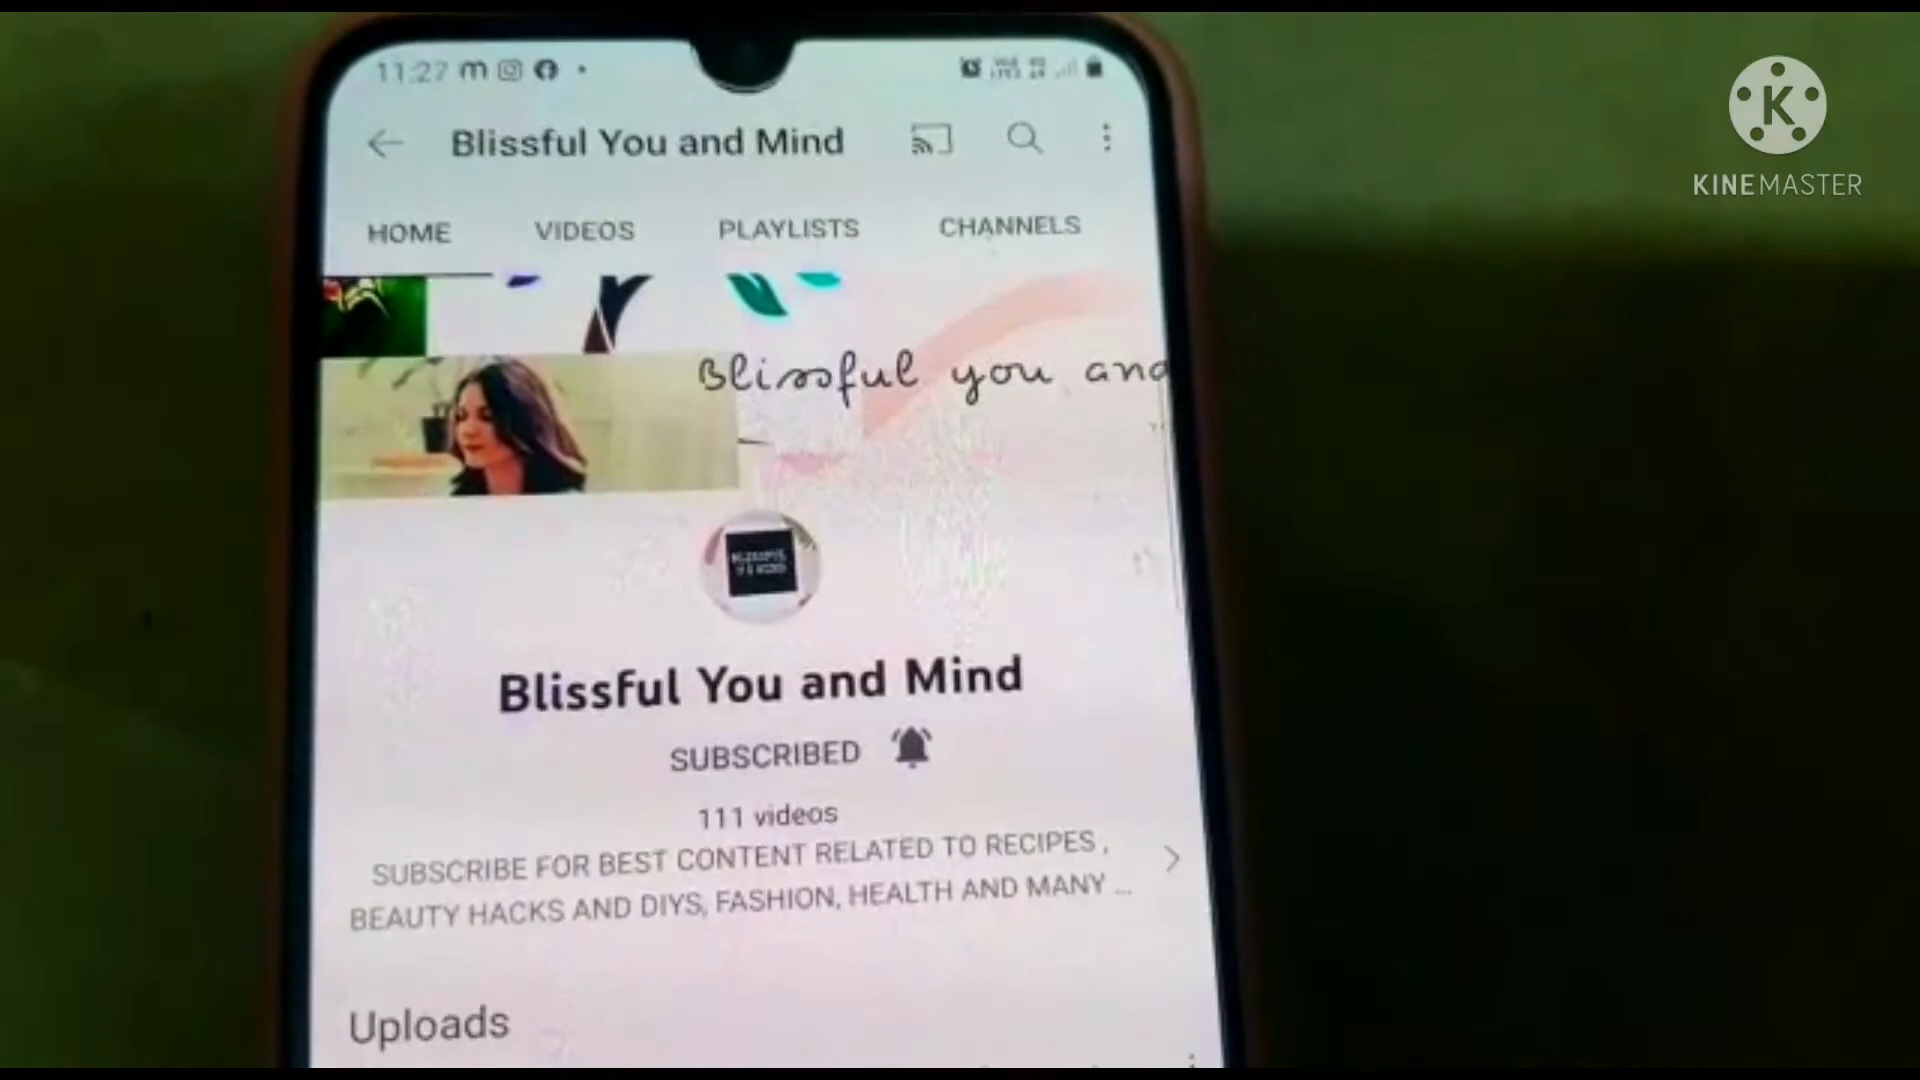 11:27
Blissful You and Mind
HOME VIDEOS PLAYLISTS CHANNELS
Blissful you and
Blissful You and Mind
SUBSCRIBED
111 videos
SUBSCRIBE FOR BEST CONTENT RELATED TO RECIPES ,
BEAUTY HACKS AND DIYS, FASHION, HEALTH AND MANY ...
Uploads
K
KINEMASTER